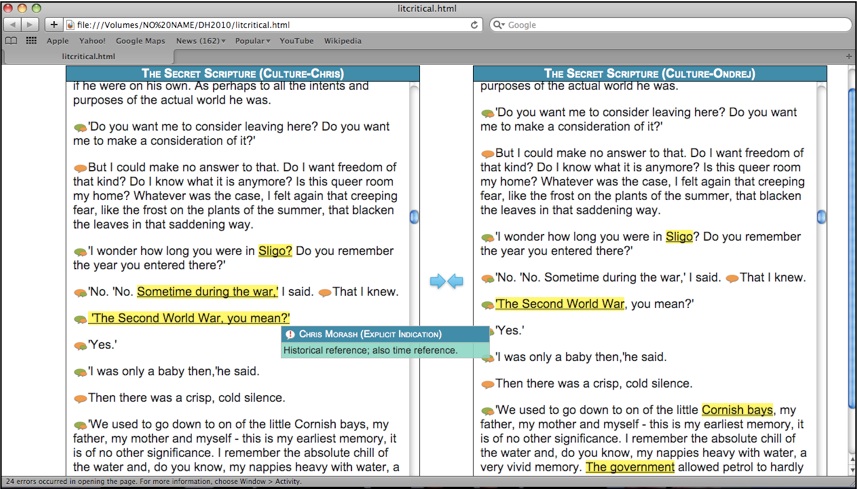 litcritical.html
file:///Volumes/NO%20NAME/DH2010/litcritical.html
Google
Apple Yahoo! Google Maps News (162) Popular YouTube Wikipedia
litcritical.html
The Secret Scripture (Culture-Chris)
if he were on his own. As perhaps to all the intents and
purposes of the actual world he was.
'Do you want me to consider leaving here? Do you want
me to make a consideration of it?'
But I could make no answer to that. Do I want freedom of
that kind? Do I know what it is anymore? Is this queer room
my home? Whatever was the case, I felt again that creeping
fear, like the frost on the plants of the summer, that blacken
the leaves in that saddening way.
'I wonder how long you were in Sligo? Do you remember
the year you entered there?'
'No. 'No. Sometime during the war,' I said. That I knew.
'The Second World War, you mean?'
Chris Morash (Explicit Indication)
Historical reference; also time reference.
'Yes.'
'I was only a baby then,'he said.
Then there was a crisp, cold silence.
'We used to go down to on of the little Cornish bays, my
father, my mother and myself - this is my earliest memory, it
is of no other significance. I remember the absolute chill of
the water and, do you know, my nappies heavy with water, a
The Secret Scripture (Culture-Ondrej)
purposes of the actual world he was.
'Do you want me to consider leaving here? Do you want
me to make a consideration of it?'
But I could make no answer to that. Do I want freedom of
that kind? Do I know what it is anymore? Is this queer room
my home? Whatever was the case, I felt again that creeping
fear, like the frost on the plants of the summer, that blacken
the leaves in that saddening way.
'I wonder how long you were in Sligo? Do you remember
the year you entered there?'
'No. 'No. Sometime during the war,' I said. That I knew.
'The Second World War, you mean?'
'Yes.'
'I was only a baby then,'he said.
Then there was a crisp, cold silence.
'We used to go down to on of the little Cornish bays, my
father, my mother and myself - this is my earliest memory, it
is of no other significance. I remember the absolute chill of
the water and, do you know, my nappies heavy with water, a
very vivid memory. The government allowed petrol to hardly
24 errors occurred in opening the page. For more information, choose Window > Activity.